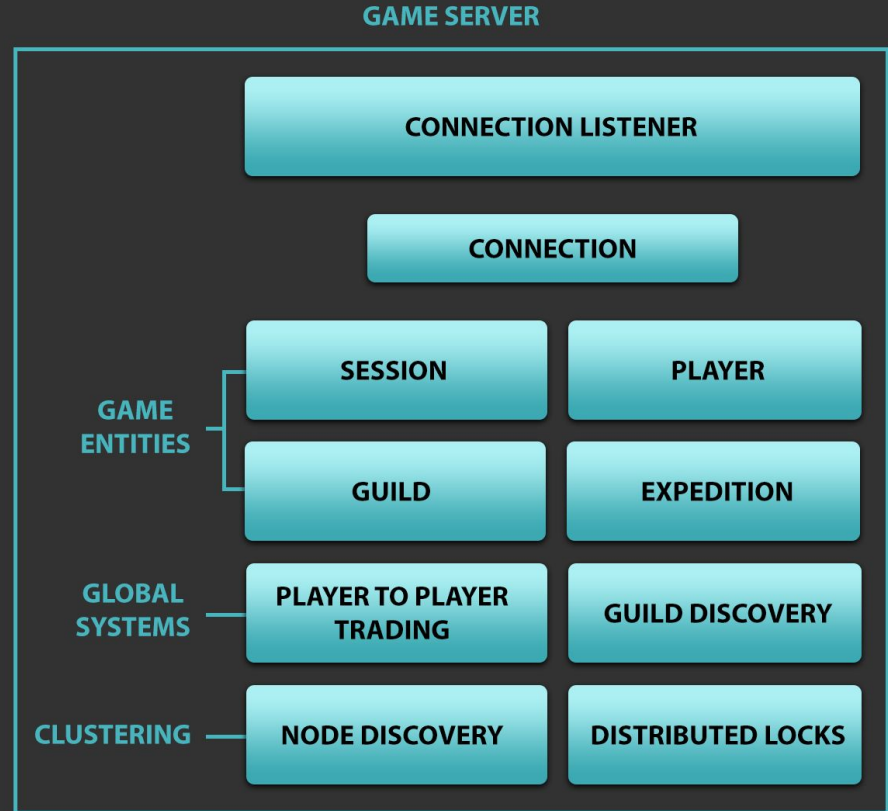 GAME SERVER
CONNECTION LISTENER
CONNECTION
GAME
ENTITIES
SESSION
PLAYER
GUILD
EXPEDITION
GLOBAL
SYSTEMS
PLAYER TO PLAYER
TRADING
GUILD DISCOVERY
CLUSTERING
NODE DISCOVERY
DISTRIBUTED LOCKS